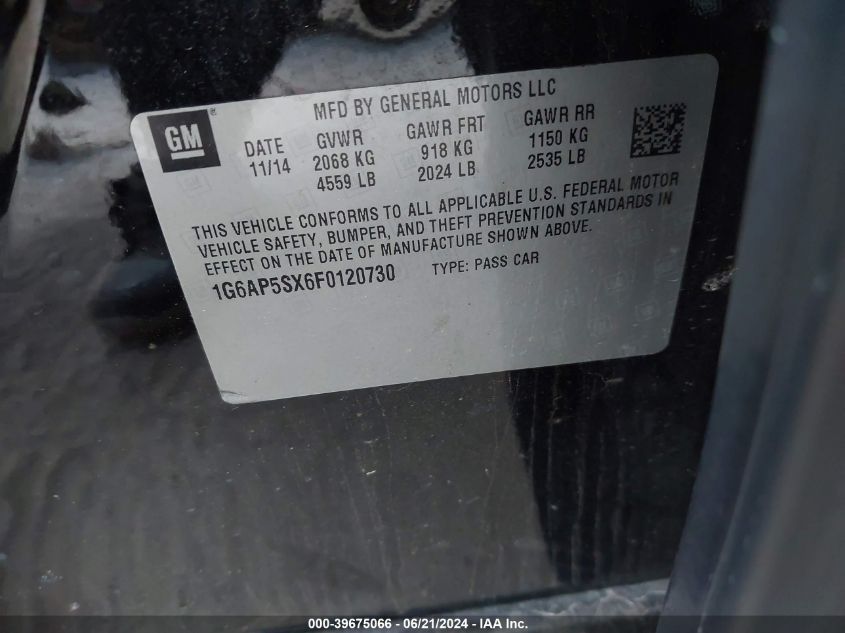 MFD BY GENERAL MOTORS LLC
GM ®
DATE GVWR GAWR FRT GAWR RR
11/14 2068 KG 918 KG 1150 KG
4559 LB 2024 LB 2535 LB
THIS VEHICLE CONFORMS TO ALL APPLICABLE U.S. FEDERAL MOTOR
VEHICLE SAFETY, BUMPER, AND THEFT PREVENTION STANDARDS IN
EFFECT ON THE DATE OF MANUFACTURE SHOWN ABOVE.
1G6AP5SX6F0120730 TYPE: PASS CAR
000-39675066 - 06/21/2024 - IAA Inc.